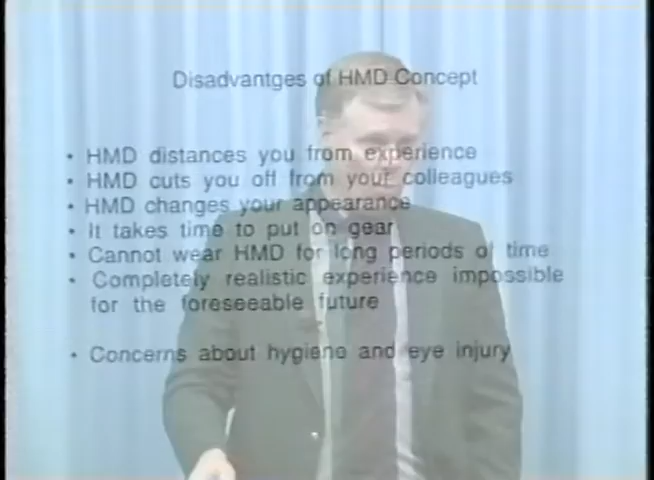 Disadvantges of HMD Concept
• HMD distances you from experience
• HMD cuts you off from your colleagues
• HMD changes your appearance
• It takes time to put on gear
• Cannot wear HMD for long periods of time
• Completely realistic experience impossible
for the foreseeable future
• Concerns about hygiene and eye injury